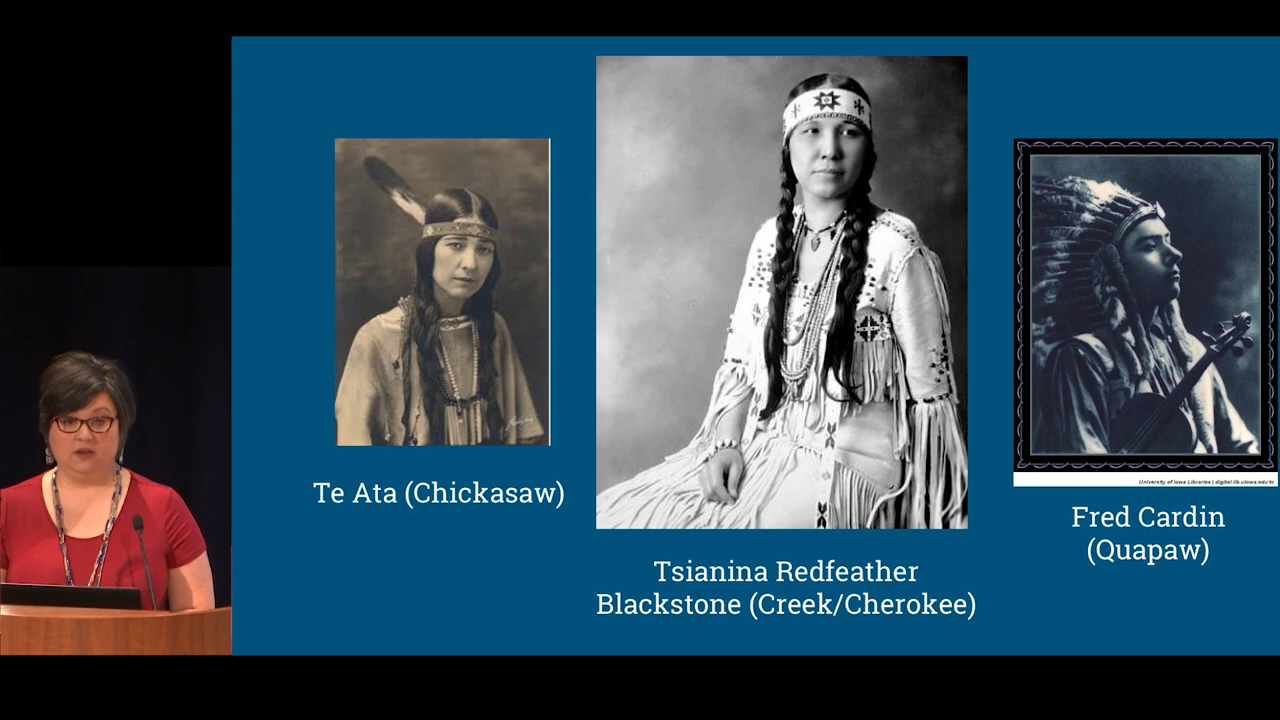 Te Ata (Chickasaw)
Tsianina Redfeather
Blackstone (Creek/Cherokee)
University of Iowa Libraries | digital.lib.uiowa.edu/tc
Fred Cardin
(Quapaw)